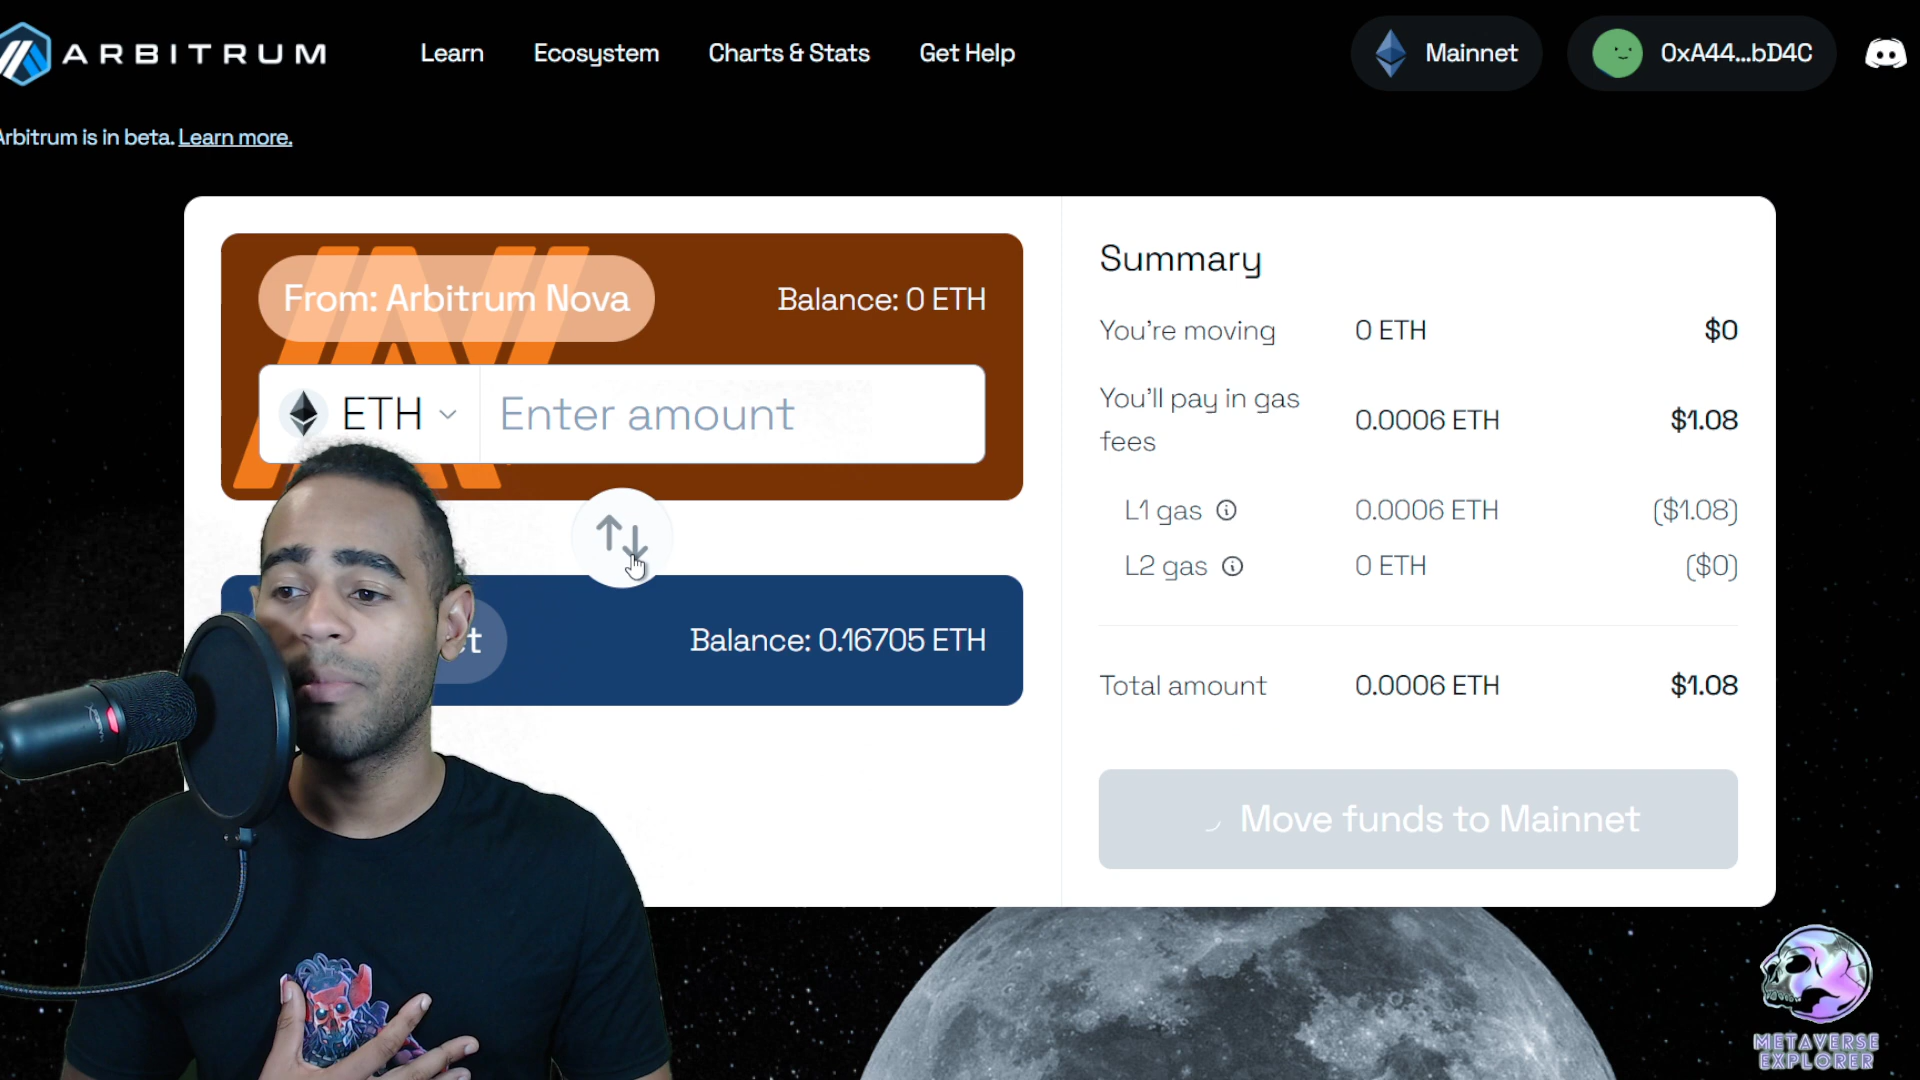 ARBITRUM
Learn
Ecosystem
Charts & Stats
Get Help
Mainnet
0xA44...bD4C
Arbitrum is in beta. Learn more.
From: Arbitrum Nova
Balance: 0 ETH
ETH
Enter amount
Balance: 0.16705 ETH
Summary
You're moving 0 ETH $0
You'll pay in gas
fees 0.0006 ETH $1.08
L1 gas 0.0006 ETH ($1.08)
L2 gas 0 ETH ($0)
Total amount 0.0006 ETH $1.08
Move funds to Mainnet
METAVERSE
EXPLORER